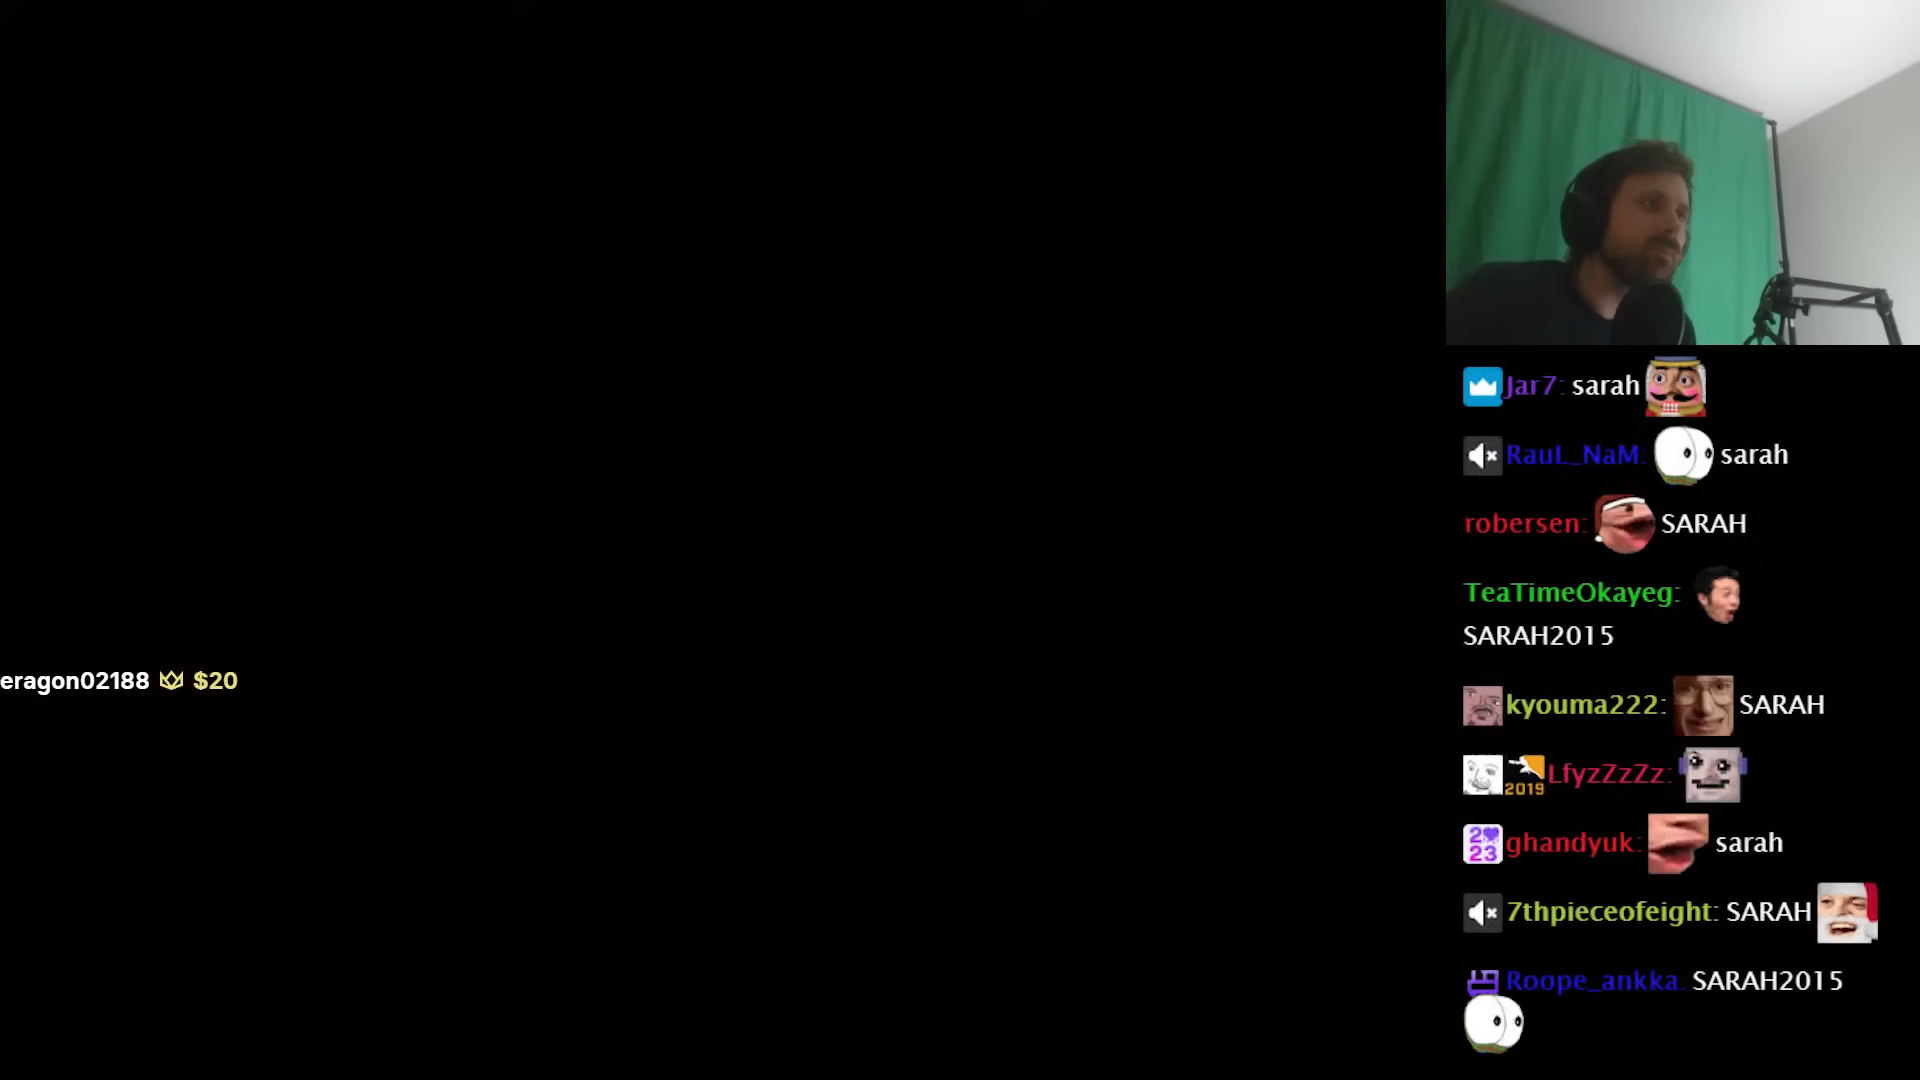 Jar7: sarah
RauL_NaM: sarah
robersen: SARAH
TeaTimeOkayeg:
SARAH2015
eragon02188 $20
kyouma222: SARAH
2019 LfyzZzZz:
2023 ghandyuk: sarah
7thpieceofeight: SARAH
Roope_ankka: SARAH2015